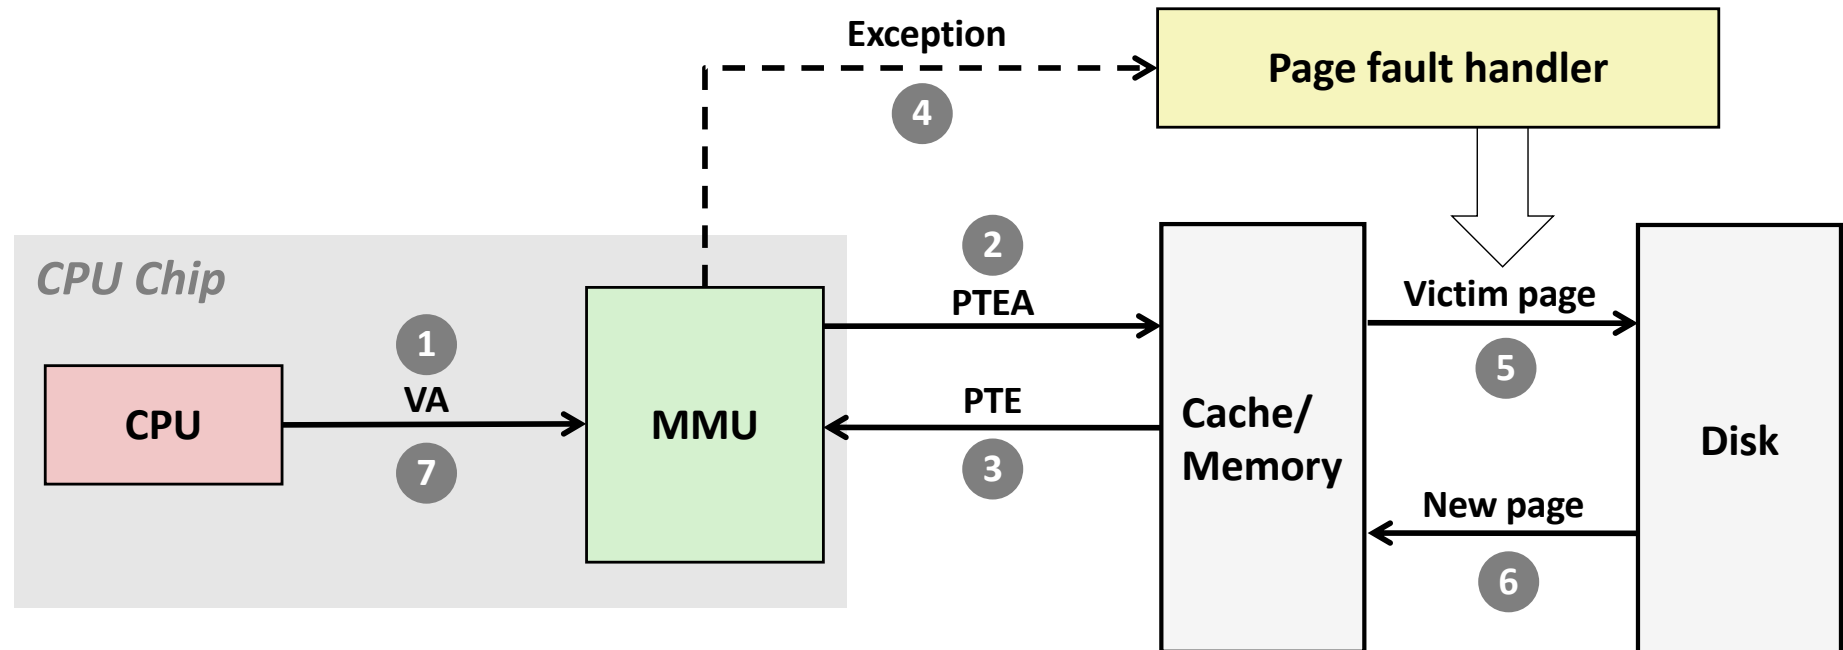 Exception
Page fault handler
4
2
CPU Chip
PTEA
Victim page
1
5
VA
PTE
CPU
MMU
Cache/
Memory
Disk
7
3
New page
6